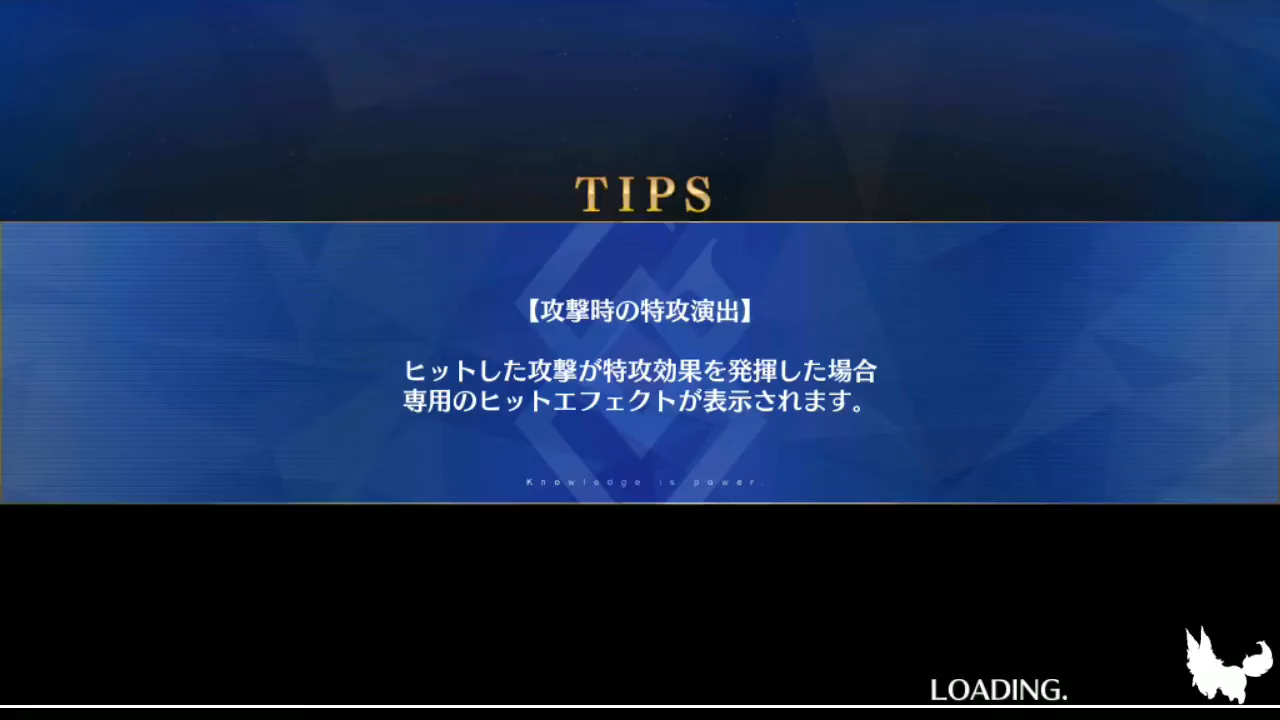 TIPS
【攻撃時の特攻演出】
ヒットした攻撃が特攻効果を発揮した場合
専用のヒットエフェクトが表示されます。
Knowledge is power.
LOADING.